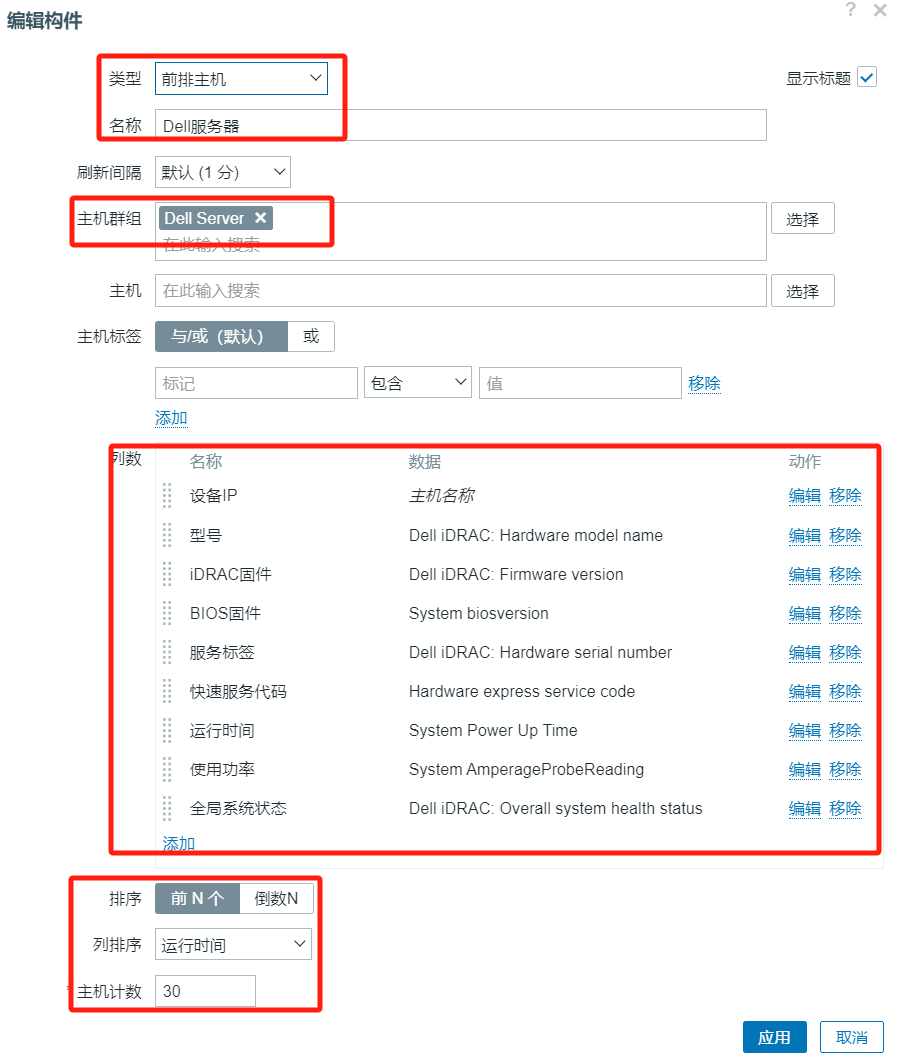 编辑构件 ? ×
类型 前排主机 显示标题
名称 Dell服务器
刷新间隔 默认 (1 分)
主机群组 Dell Server × 选择
在此输入搜索
主机 在此输入搜索 选择
主机标签 与/或（默认） 或
标记 包含 值 移除
添加
列数 名称 数据 动作
设备IP 主机名称 编辑 移除
型号 Dell iDRAC: Hardware model name 编辑 移除
iDRAC固件 Dell iDRAC: Firmware version 编辑 移除
BIOS固件 System biosversion 编辑 移除
服务标签 Dell iDRAC: Hardware serial number 编辑 移除
快速服务代码 Hardware express service code 编辑 移除
运行时间 System Power Up Time 编辑 移除
使用功率 System AmperageProbeReading 编辑 移除
全局系统状态 Dell iDRAC: Overall system health status 编辑 移除
添加
排序 前 N 个 倒数N
列排序 运行时间
* 主机计数 30
应用 取消